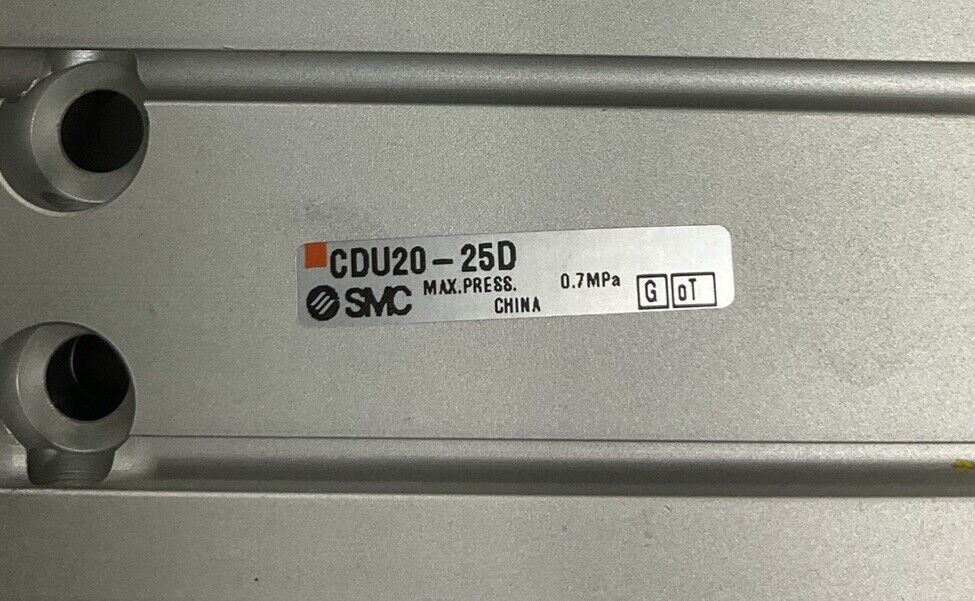 CDU20-25D
SMC MAX.PRESS. 0.7MPa
CHINA
G oT